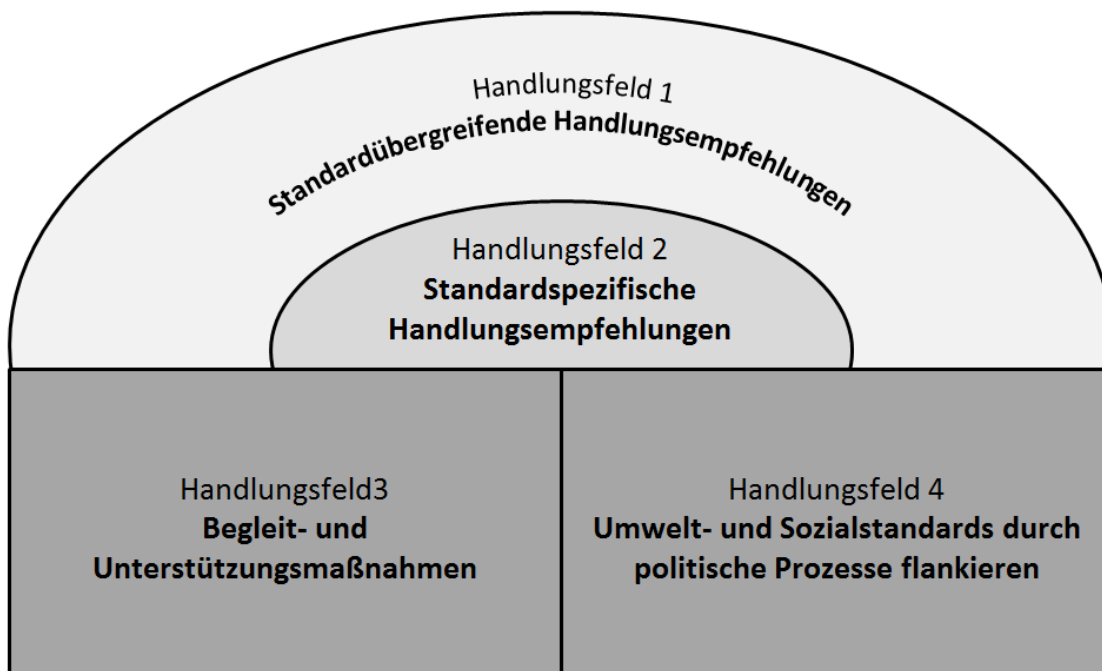 Handlungsfeld 1
Standardübergreifende Handlungsempfehlungen
Handlungsfeld 2
Standardspezifische
Handlungsempfehlungen
Handlungsfeld3
Begleit- und
Unterstützungsmaßnahmen
Handlungsfeld 4
Umwelt- und Sozialstandards durch
politische Prozesse flankieren